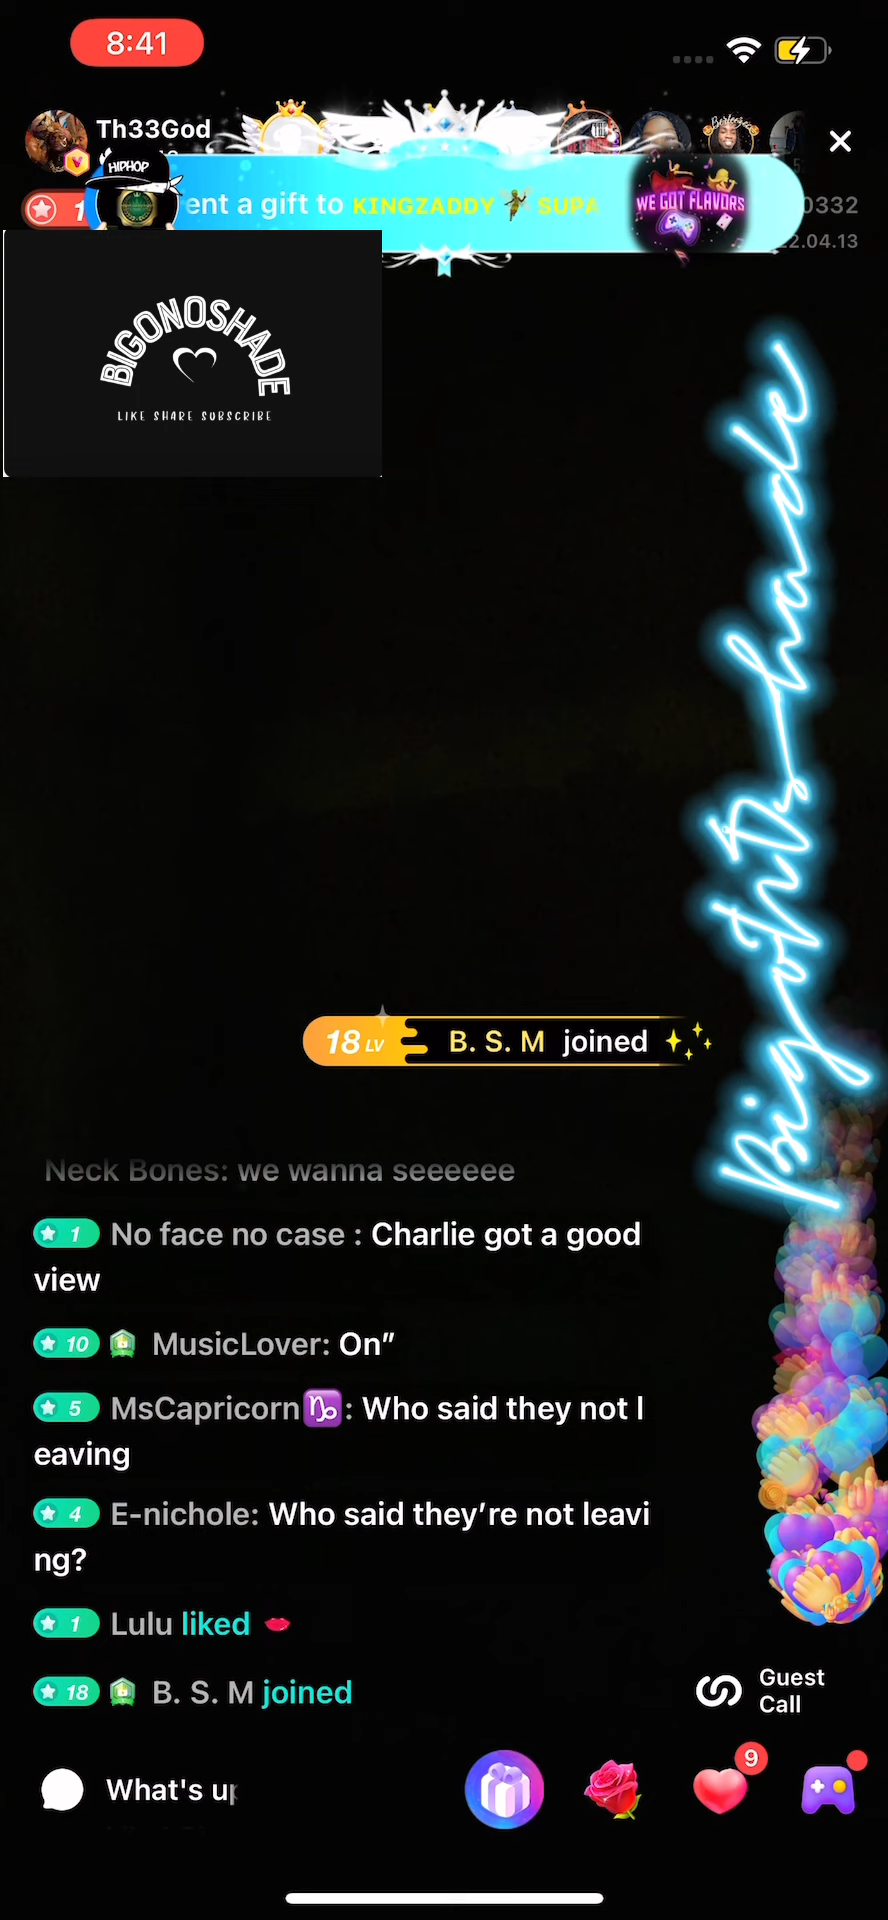 8:41
Th33God
HIPHOP
1
ent a gift to KINGZADDY 🧚 SUPA
WE GOT FLAVORS
0332
2.04.13
BIGONOSHADE
LIKE SHARE SUBSCRIBE
18 LV B. S. M joined
Neck Bones: we wanna seeeeee
1 No face no case : Charlie got a good
view
10 MusicLover: On”
5 MsCapricorn♑: Who said they not l
eaving
4 E-nichole: Who said they’re not leavi
ng?
1 Lulu liked 💋
18 B. S. M joined
Guest
Call
What's up
9